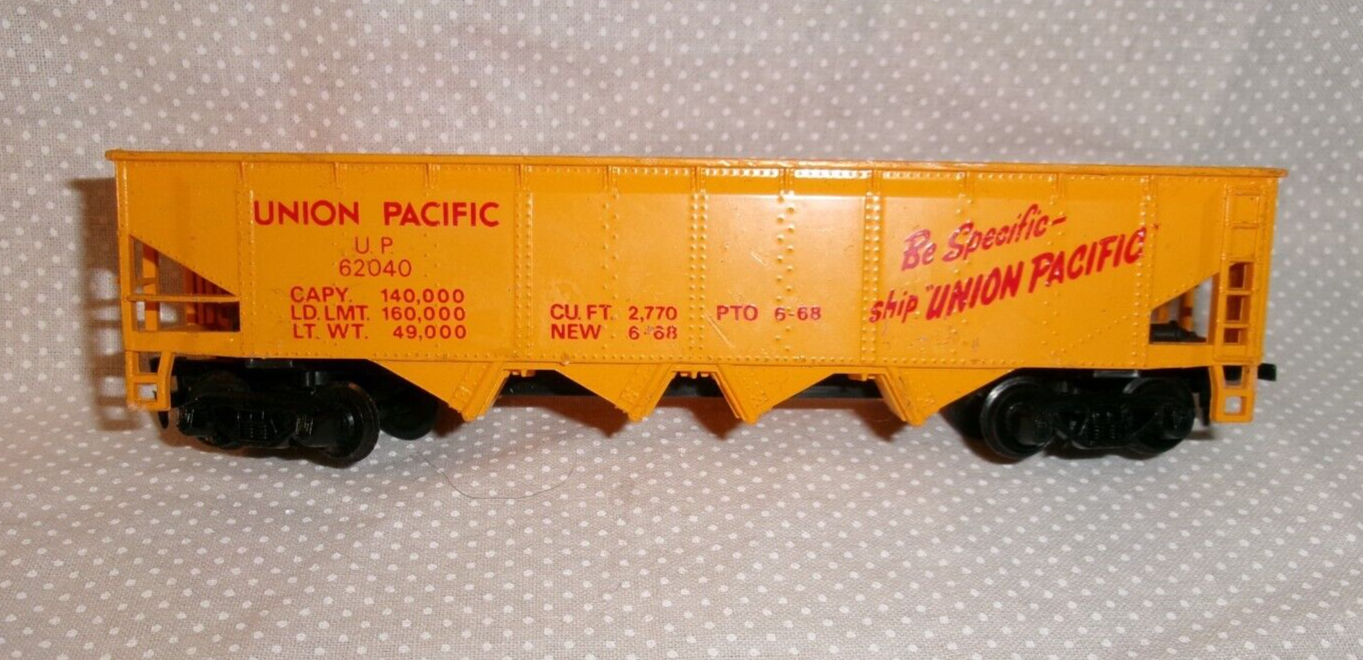 UNION PACIFIC
U.P.
62040
CAPY. 140,000
LD. LMT. 160,000
LT. WT. 49,000
CU. FT. 2,770
NEW 6-68
PTO 6-68
Be Specific-
ship "UNION PACIFIC"